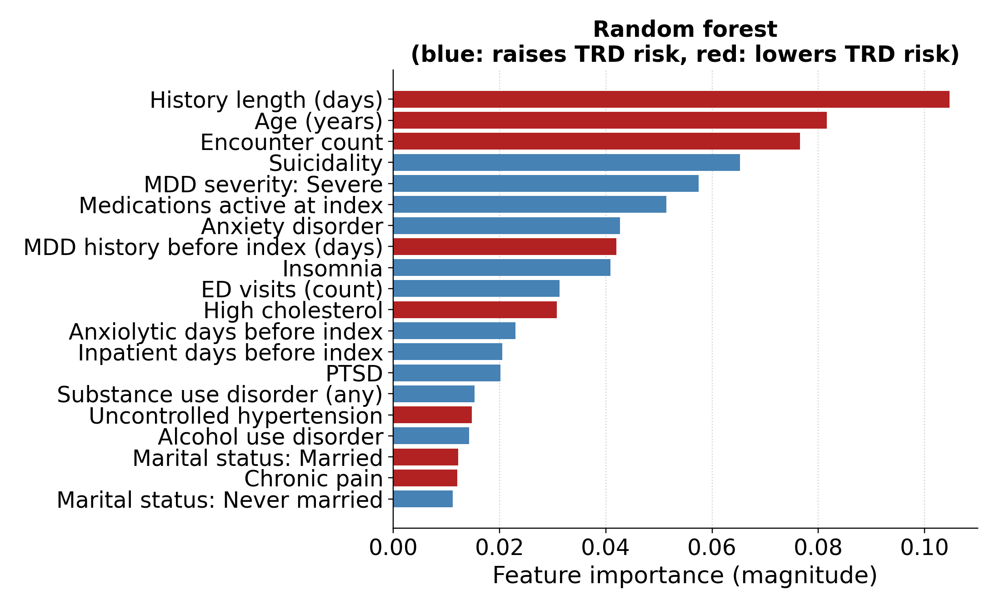 Random forest
(blue: raises TRD risk, red: lowers TRD risk)
History length (days)
Age (years)
Encounter count
Suicidality
MDD severity: Severe
Medications active at index
Anxiety disorder
MDD history before index (days)
Insomnia
ED visits (count)
High cholesterol
Anxiolytic days before index
Inpatient days before index
PTSD
Substance use disorder (any)
Uncontrolled hypertension
Alcohol use disorder
Marital status: Married
Chronic pain
Marital status: Never married
0.00 0.02 0.04 0.06 0.08 0.10
Feature importance (magnitude)